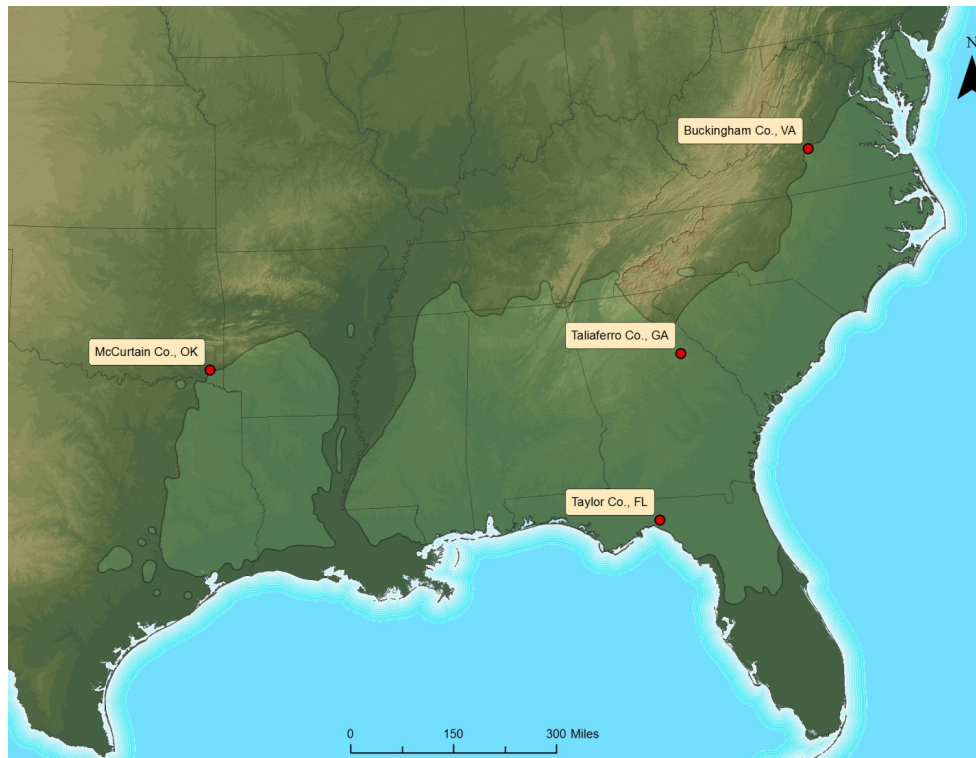 N
Buckingham Co., VA
Taliaferro Co., GA
McCurtain Co., OK
Taylor Co., FL
0 150 300 Miles